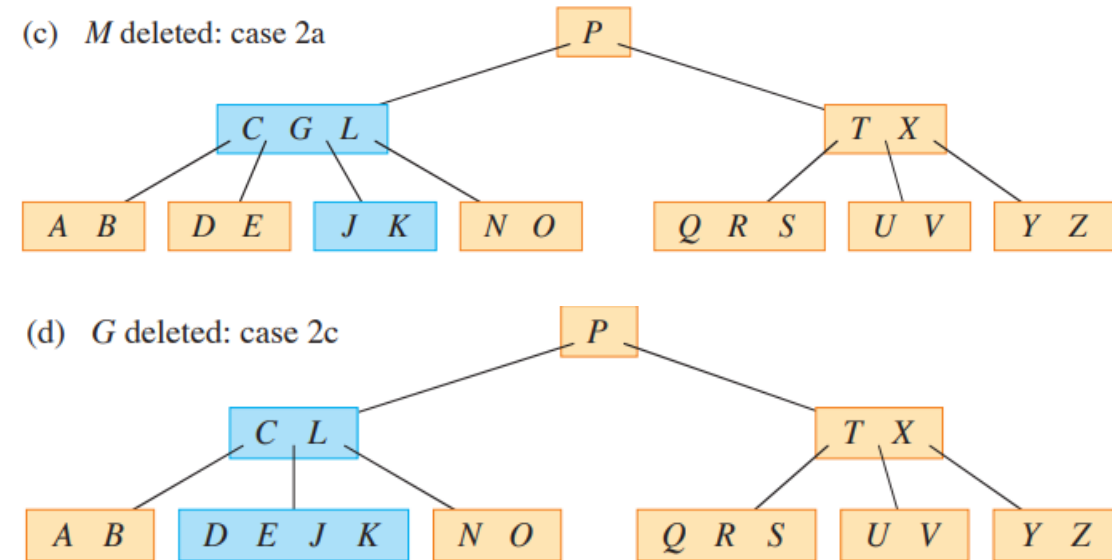 (c) M deleted: case 2a
P
C G L
T X
A B
D E
J K
N O
Q R S
U V
Y Z
(d) G deleted: case 2c
P
C L
T X
A B
D E J K
N O
Q R S
U V
Y Z